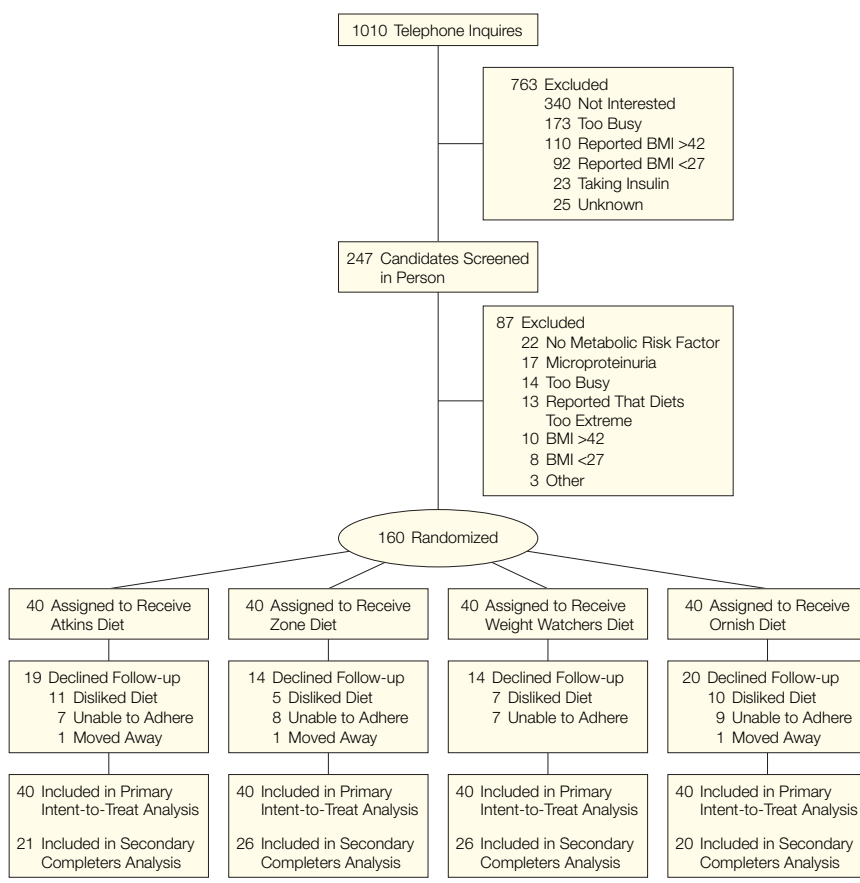 1010 Telephone Inquires
763 Excluded
340 Not Interested
173 Too Busy
110 Reported BMI >42
92 Reported BMI <27
23 Taking Insulin
25 Unknown
247 Candidates Screened
in Person
87 Excluded
22 No Metabolic Risk Factor
17 Microproteinuria
14 Too Busy
13 Reported That Diets
Too Extreme
10 BMI >42
8 BMI <27
3 Other
160 Randomized
40 Assigned to Receive
Atkins Diet
19 Declined Follow-up
11 Disliked Diet
7 Unable to Adhere
1 Moved Away
40 Included in Primary
Intent-to-Treat Analysis
21 Included in Secondary
Completers Analysis
40 Assigned to Receive
Zone Diet
14 Declined Follow-up
5 Disliked Diet
8 Unable to Adhere
1 Moved Away
40 Included in Primary
Intent-to-Treat Analysis
26 Included in Secondary
Completers Analysis
40 Assigned to Receive
Weight Watchers Diet
14 Declined Follow-up
7 Disliked Diet
7 Unable to Adhere
40 Included in Primary
Intent-to-Treat Analysis
26 Included in Secondary
Completers Analysis
40 Assigned to Receive
Ornish Diet
20 Declined Follow-up
10 Disliked Diet
9 Unable to Adhere
1 Moved Away
40 Included in Primary
Intent-to-Treat Analysis
20 Included in Secondary
Completers Analysis